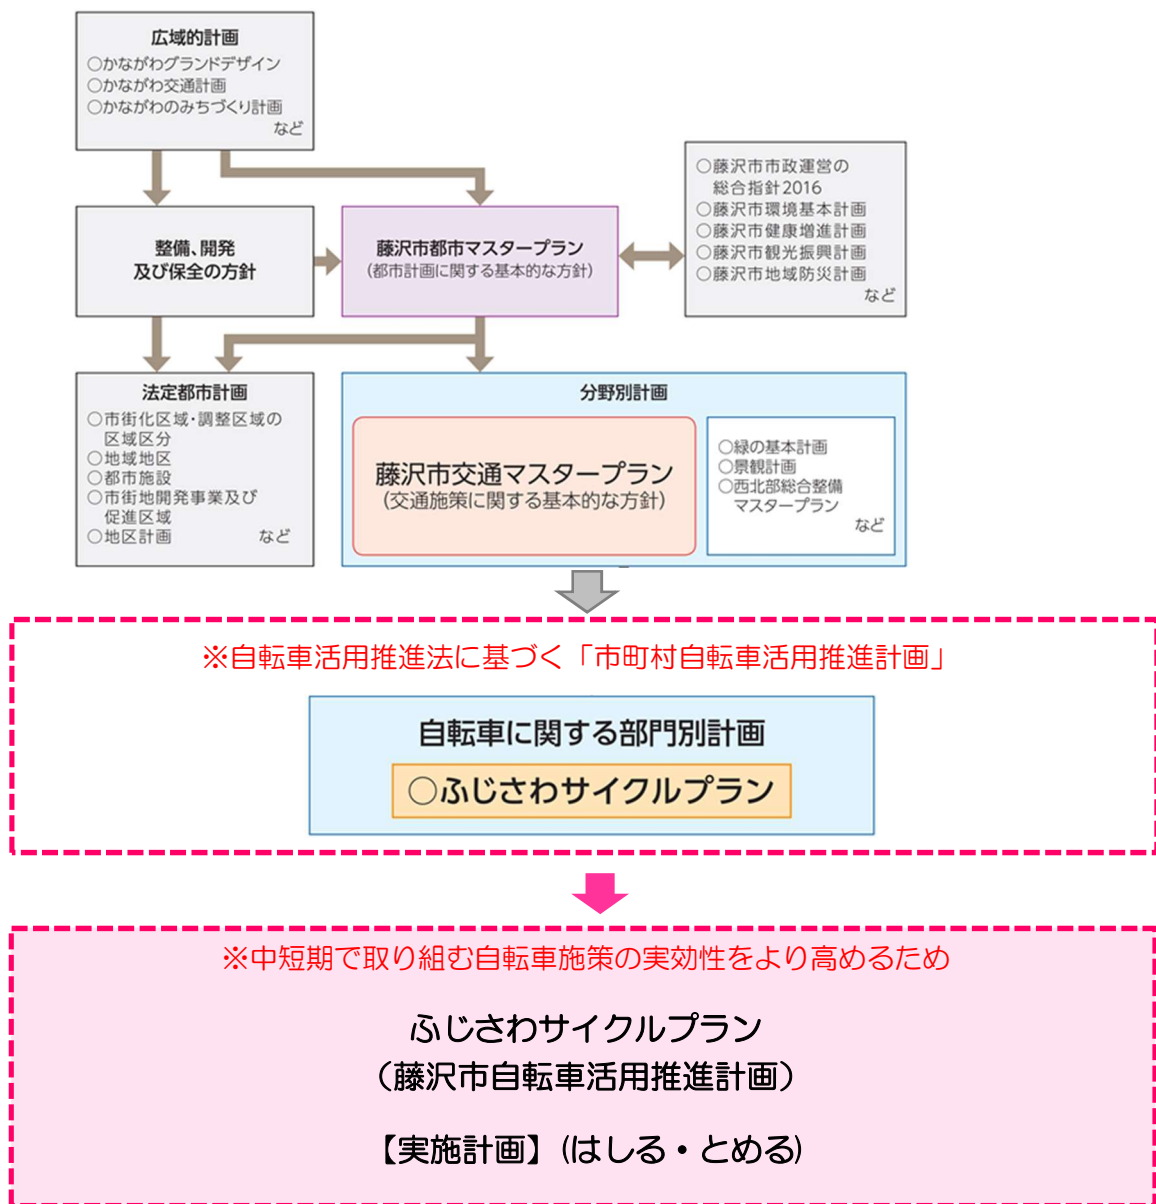 広域的計画
○かながわグランドデザイン
○かながわ交通計画
○かながわのみちづくり計画
など
整備、開発
及び保全の方針
藤沢市都市マスタープラン
(都市計画に関する基本的な方針)
○藤沢市市政運営の
総合指針2016
○藤沢市環境基本計画
○藤沢市健康増進計画
○藤沢市観光振興計画
○藤沢市地域防災計画
など
法定都市計画
○市街化区域・調整区域の
区域区分
○地域地区
○都市施設
○市街地開発事業及び
促進区域
○地区計画 など
分野別計画
藤沢市交通マスタープラン
(交通施策に関する基本的な方針)
○緑の基本計画
○景観計画
○西北部総合整備
マスタープラン
など
※自転車活用推進法に基づく「市町村自転車活用推進計画」
自転車に関する部門別計画
○ふじさわサイクルプラン
※中短期で取り組む自転車施策の実効性をより高めるため
ふじさわサイクルプラン
（藤沢市自転車活用推進計画）
【実施計画】(はしる・とめる)